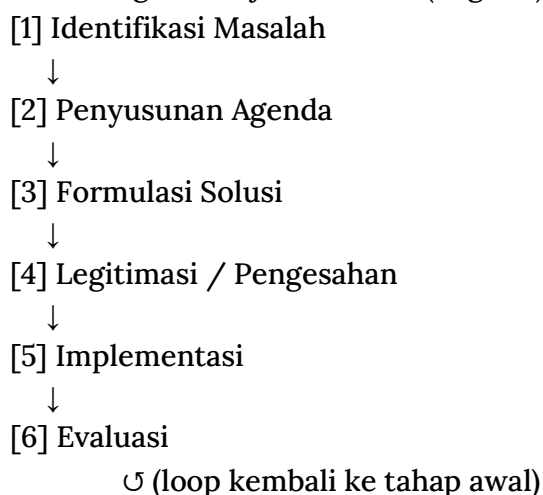 [1] Identifikasi Masalah
↓
[2] Penyusunan Agenda
↓
[3] Formulasi Solusi
↓
[4] Legitimasi / Pengesahan
↓
[5] Implementasi
↓
[6] Evaluasi
↺ (loop kembali ke tahap awal)